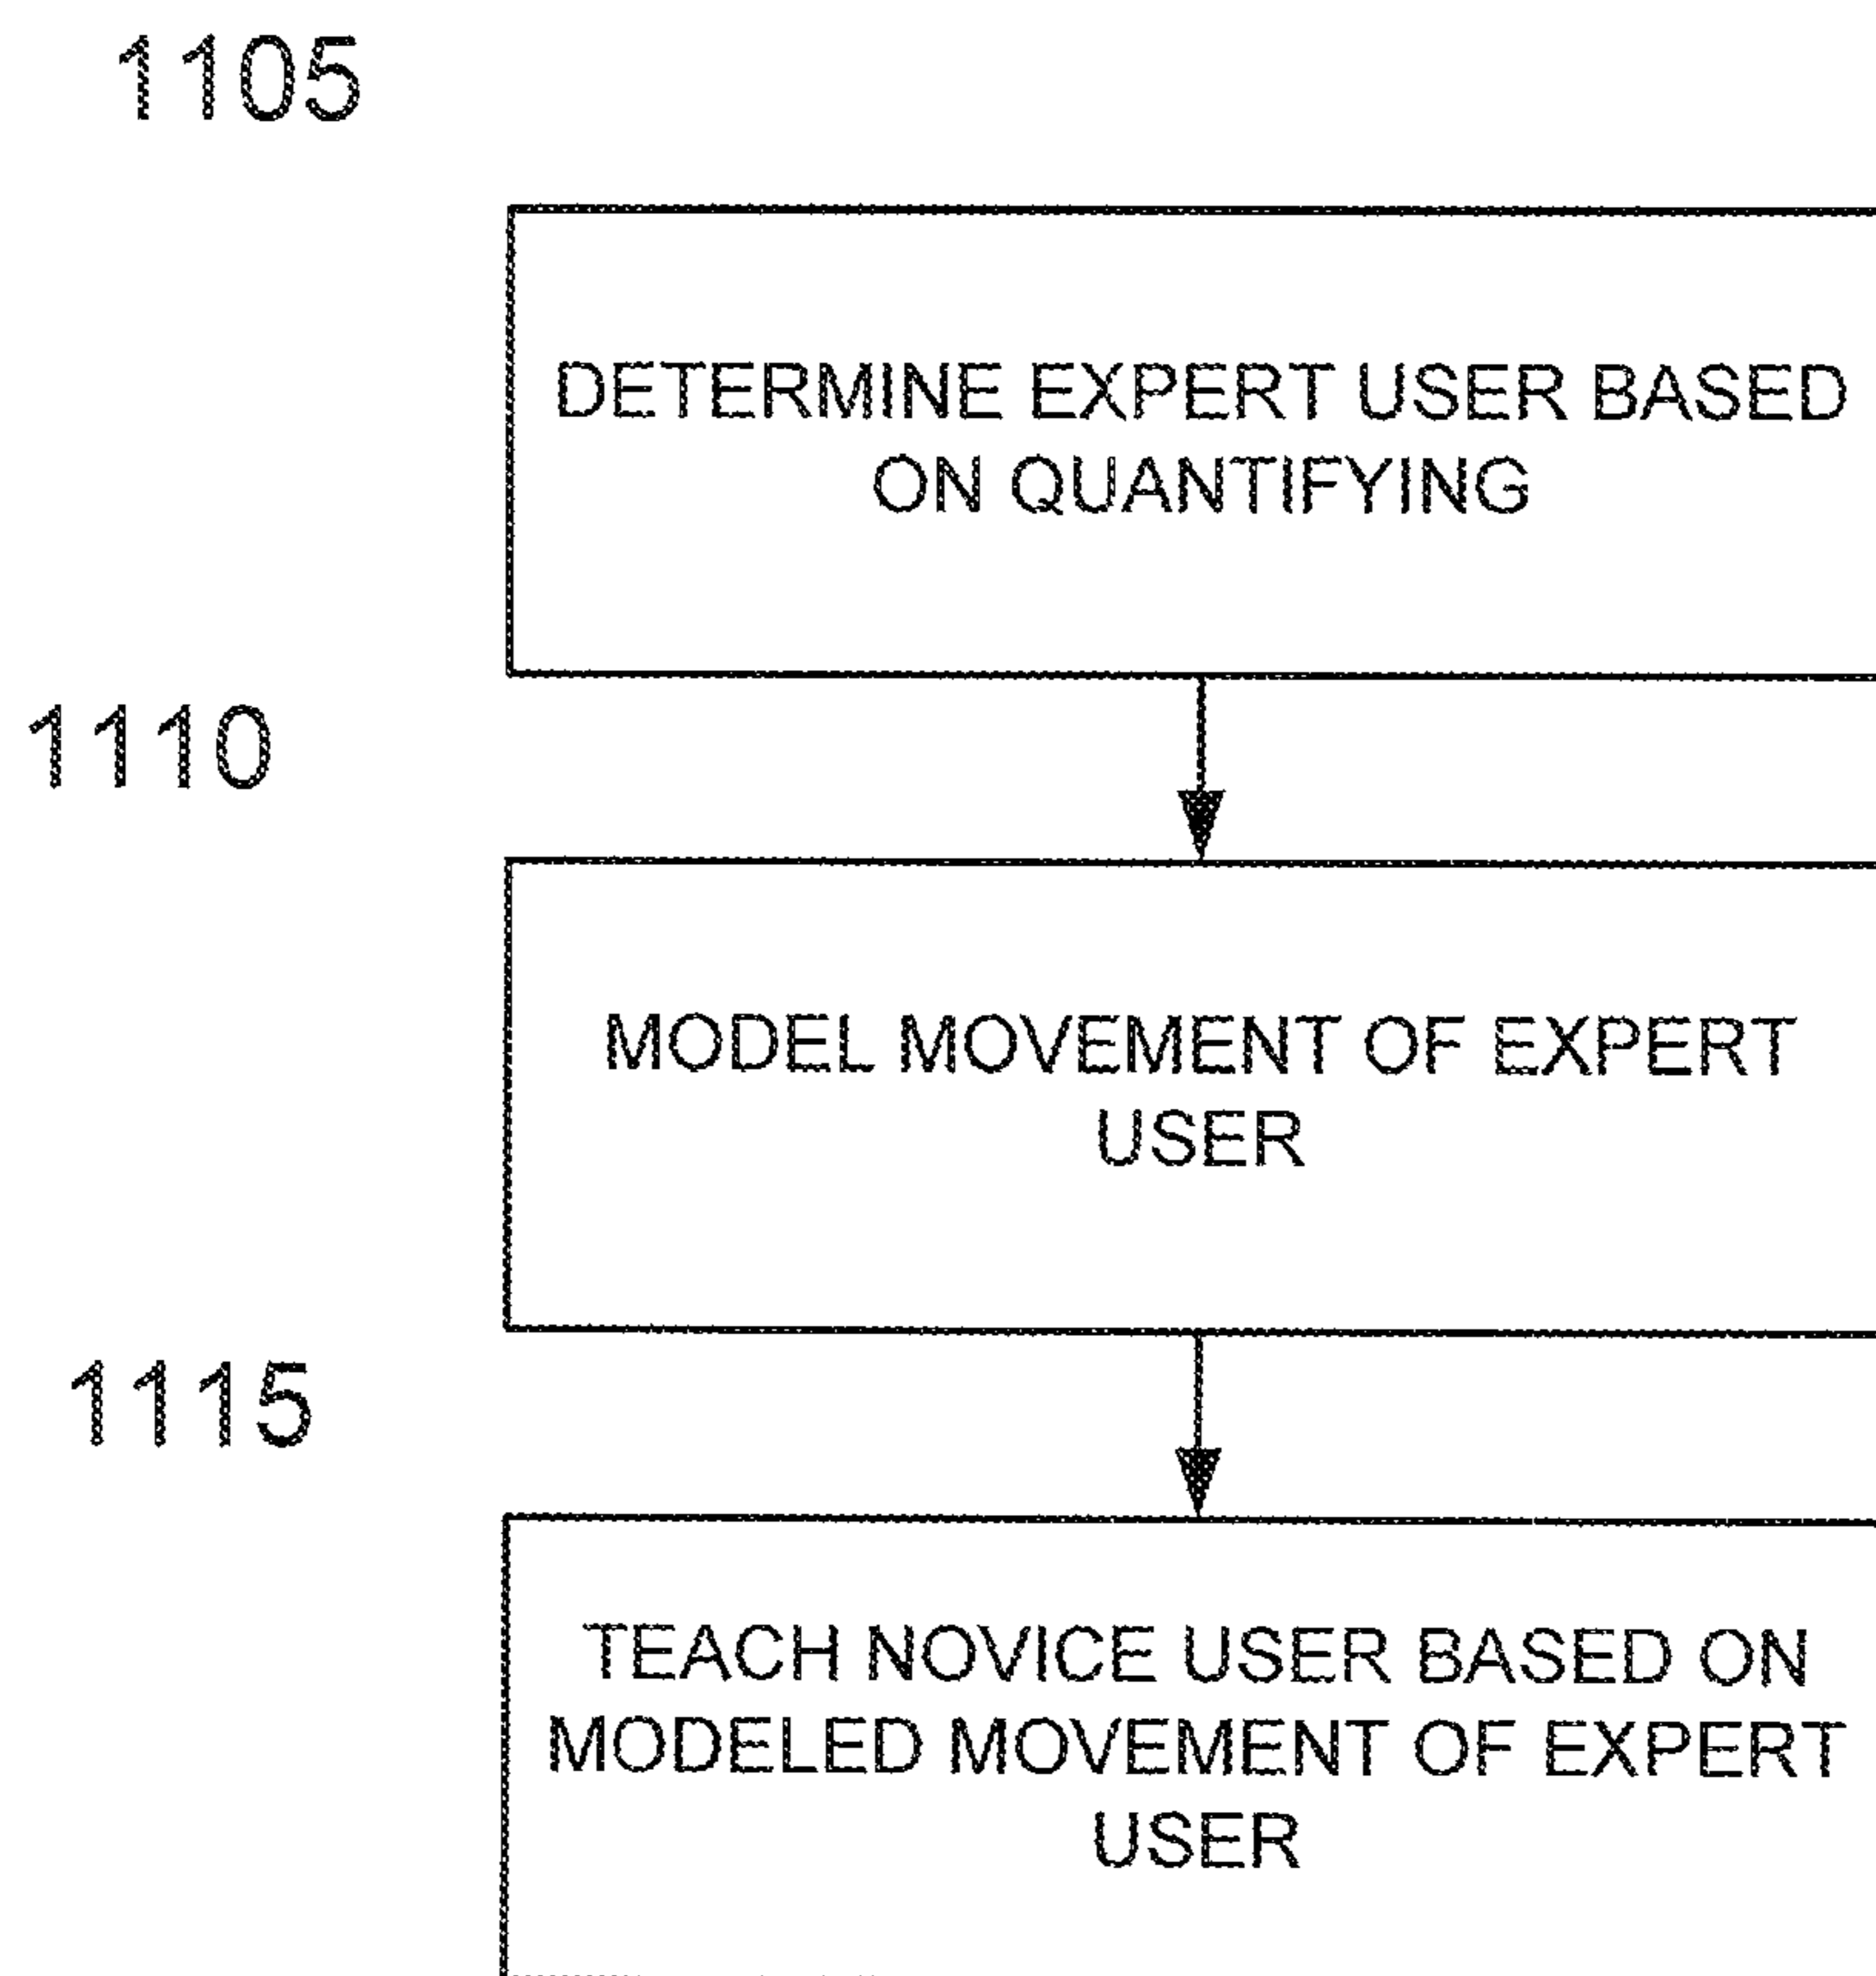 1105
DETERMINE EXPERT USER BASED
ON QUANTIFYING
1110
MODEL MOVEMENT OF EXPERT
USER
1115
TEACH NOVICE USER BASED ON
MODELED MOVEMENT OF EXPERT
USER